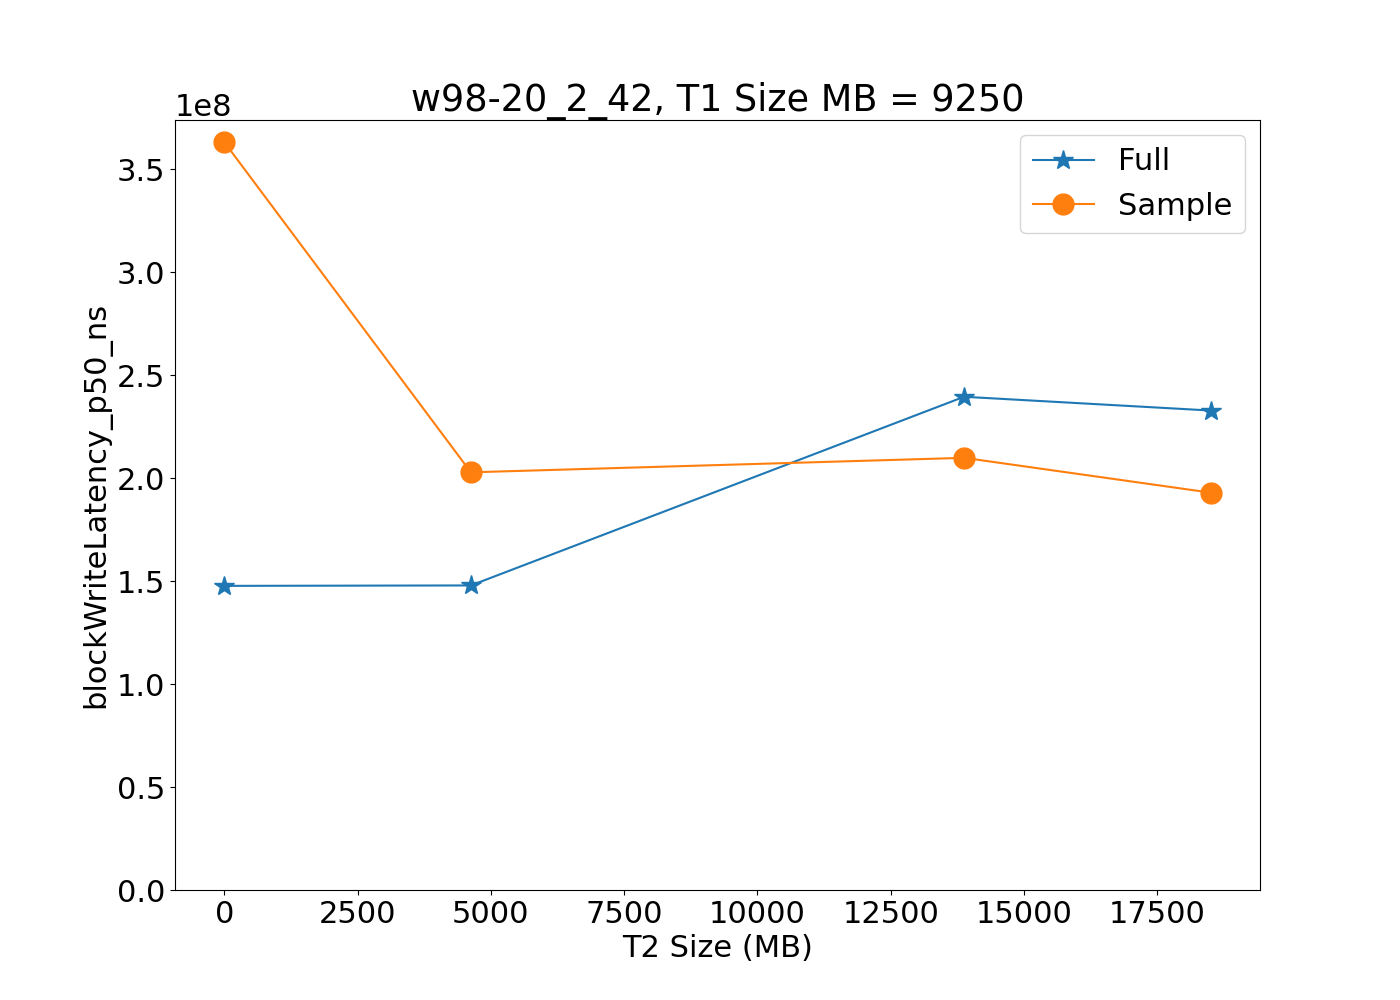 w98-20_2_42, T1 Size MB = 9250
1e8
Full
Sample
3.5
3.0
2.5
2.0
1.5
1.0
0.5
0.0
blockWriteLatency_p50_ns
0 2500 5000 7500 10000 12500 15000 17500
T2 Size (MB)